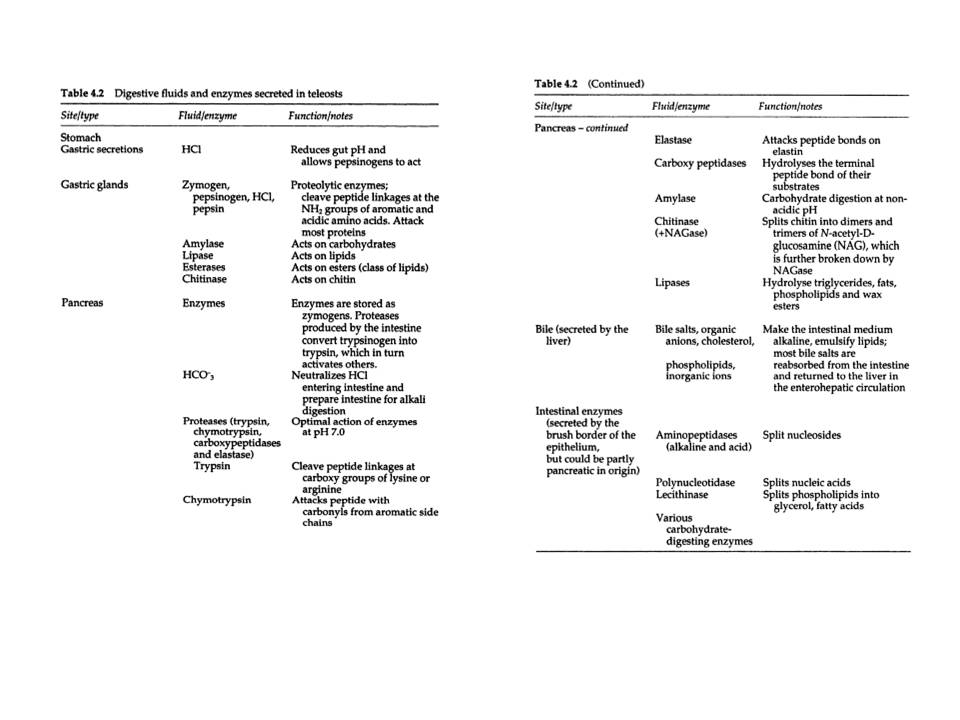 Table 4.2 Digestive fluids and enzymes secreted in teleosts
Site/type Fluid/enzyme Function/notes
Stomach
Gastric secretions HCl Reduces gut pH and
allows pepsinogens to act
Gastric glands Zymogen, Proteolytic enzymes;
pepsinogen, HCl, cleave peptide linkages at the
pepsin NH₂ groups of aromatic and
acidic amino acids. Attack
most proteins
Amylase Acts on carbohydrates
Lipase Acts on lipids
Esterases Acts on esters (class of lipids)
Chitinase Acts on chitin
Pancreas Enzymes Enzymes are stored as
zymogens. Proteases
produced by the intestine
convert trypsinogen into
trypsin, which in turn
activates others.
HCO⁻₃ Neutralizes HCl
entering intestine and
prepare intestine for alkali
digestion
Proteases (trypsin, Optimal action of enzymes
chymotrypsin, at pH 7.0
carboxypeptidases
and elastase)
Trypsin Cleave peptide linkages at
carboxy groups of lysine or
arginine
Chymotrypsin Attacks peptide with
carbonyls from aromatic side
chains
Table 4.2 (Continued)
Site/type Fluid/enzyme Function/notes
Pancreas – continued
Elastase Attacks peptide bonds on
elastin
Carboxy peptidases Hydrolyses the terminal
peptide bond of their
substrates
Amylase Carbohydrate digestion at non-
acidic pH
Chitinase Splits chitin into dimers and
(+NAGase) trimers of N-acetyl-D-
glucosamine (NAG), which
is further broken down by
NAGase
Lipases Hydrolyse triglycerides, fats,
phospholipids and wax
esters
Bile (secreted by the Bile salts, organic Make the intestinal medium
liver) anions, cholesterol, alkaline, emulsify lipids;
most bile salts are
phospholipids, reabsorbed from the intestine
inorganic ions and returned to the liver in
the enterohepatic circulation
Intestinal enzymes
(secreted by the
brush border of the Aminopeptidases Split nucleosides
epithelium, (alkaline and acid)
but could be partly
pancreatic in origin)
Polynucleotidase Splits nucleic acids
Lecithinase Splits phospholipids into
glycerol, fatty acids
Various
carbohydrate-
digesting enzymes